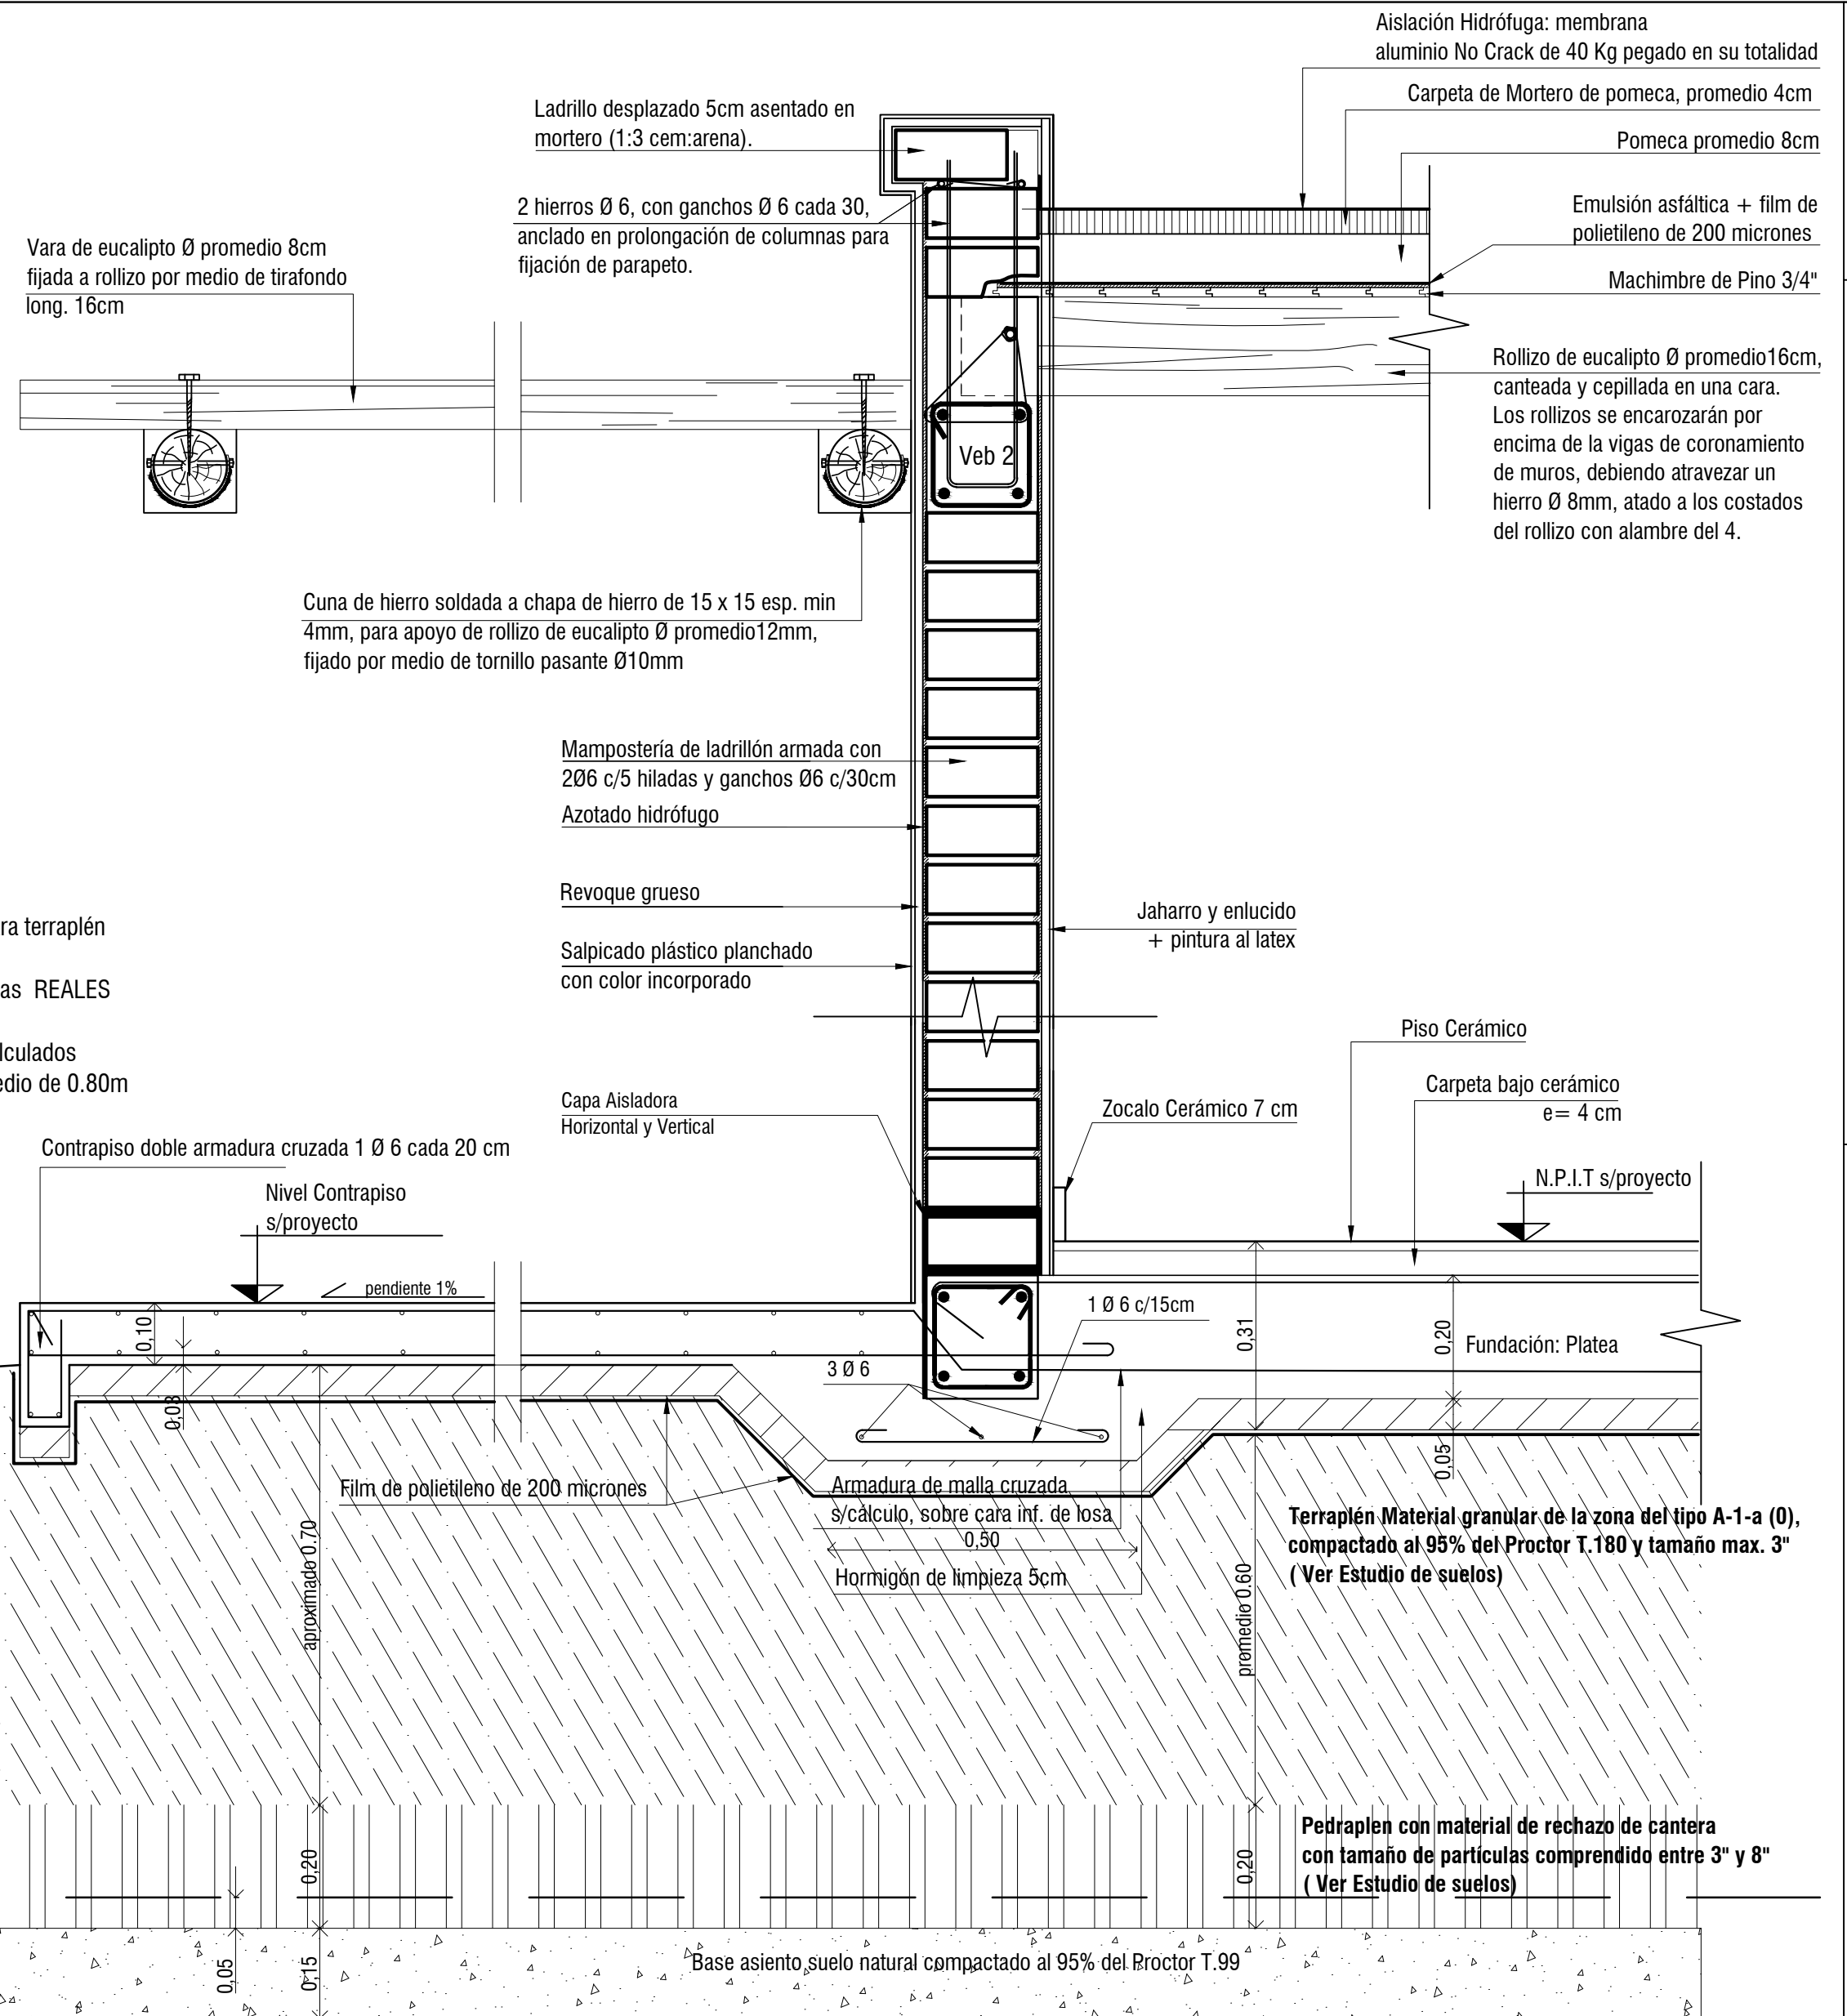 Aislación Hidrófuga: membrana
aluminio No Crack de 40 Kg pegado en su totalidad
Carpeta de Mortero de pomeca, promedio 4cm
Pomeca promedio 8cm
Emulsión asfáltica + film de
polietileno de 200 micrones
Machimbre de Pino 3/4"
Rollizo de eucalipto Ø promedio16cm,
canteada y cepillada en una cara.
Los rollizos se encarozarán por
encima de la vigas de coronamiento
de muros, debiendo atravezar un
hierro Ø 8mm, atado a los costados
del rollizo con alambre del 4.
Ladrillo desplazado 5cm asentado en
mortero (1:3 cem:arena).
2 hierros Ø 6, con ganchos Ø 6 cada 30,
anclado en prolongación de columnas para
fijación de parapeto.
Vara de eucalipto Ø promedio 8cm
fijada a rollizo por medio de tirafondo
long. 16cm
Veb 2
Cuna de hierro soldada a chapa de hierro de 15 x 15 esp. min
4mm, para apoyo de rollizo de eucalipto Ø promedio12mm,
fijado por medio de tornillo pasante Ø10mm
Mampostería de ladrillón armada con
2Ø6 c/5 hiladas y ganchos Ø6 c/30cm
Azotado hidrófugo
Revoque grueso
Salpicado plástico planchado
con color incorporado
Jaharro y enlucido
+ pintura al latex
ra terraplén
as REALES
lculados
edio de 0.80m
Capa Aisladora
Horizontal y Vertical
Piso Cerámico
Carpeta bajo cerámico
e= 4 cm
Zocalo Cerámico 7 cm
N.P.I.T s/proyecto
Contrapiso doble armadura cruzada 1 Ø 6 cada 20 cm
Nivel Contrapiso
s/proyecto
pendiente 1%
0,10
0,08
1 Ø 6 c/15cm
3 Ø 6
0,31
0,20
Fundación: Platea
0,05
Film de polietileno de 200 micrones
Armadura de malla cruzada
s/cálculo, sobre cara inf. de losa
0,50
Hormigón de limpieza 5cm
aproximado 0.70
promedio 0.60
Terraplén Material granular de la zona del tipo A-1-a (0),
compactado al 95% del Proctor T.180 y tamaño max. 3"
( Ver Estudio de suelos)
Pedraplen con material de rechazo de cantera
con tamaño de partículas comprendido entre 3" y 8"
( Ver Estudio de suelos)
0,20
0,20
0,05
0,15
Base asiento suelo natural compactado al 95% del Proctor T.99